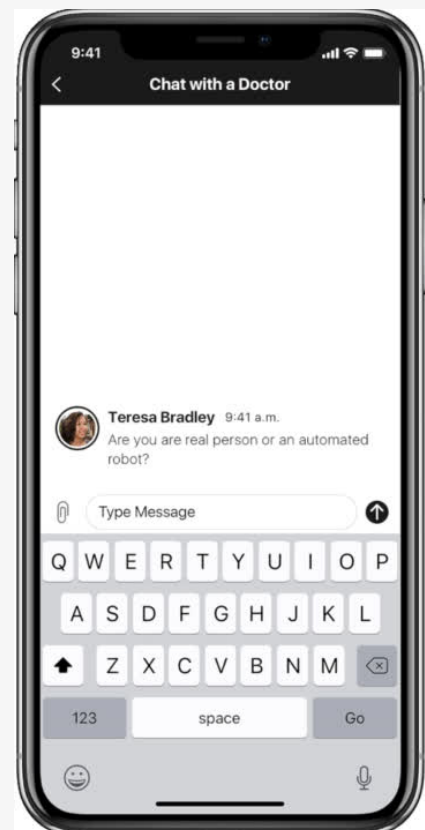 9:41
Chat with a Doctor
Teresa Bradley 9:41 a.m.
Are you are real person or an automated
robot?
Type Message
Q W E R T Y U I O P
A S D F G H J K L
Z X C V B N M
123 space Go